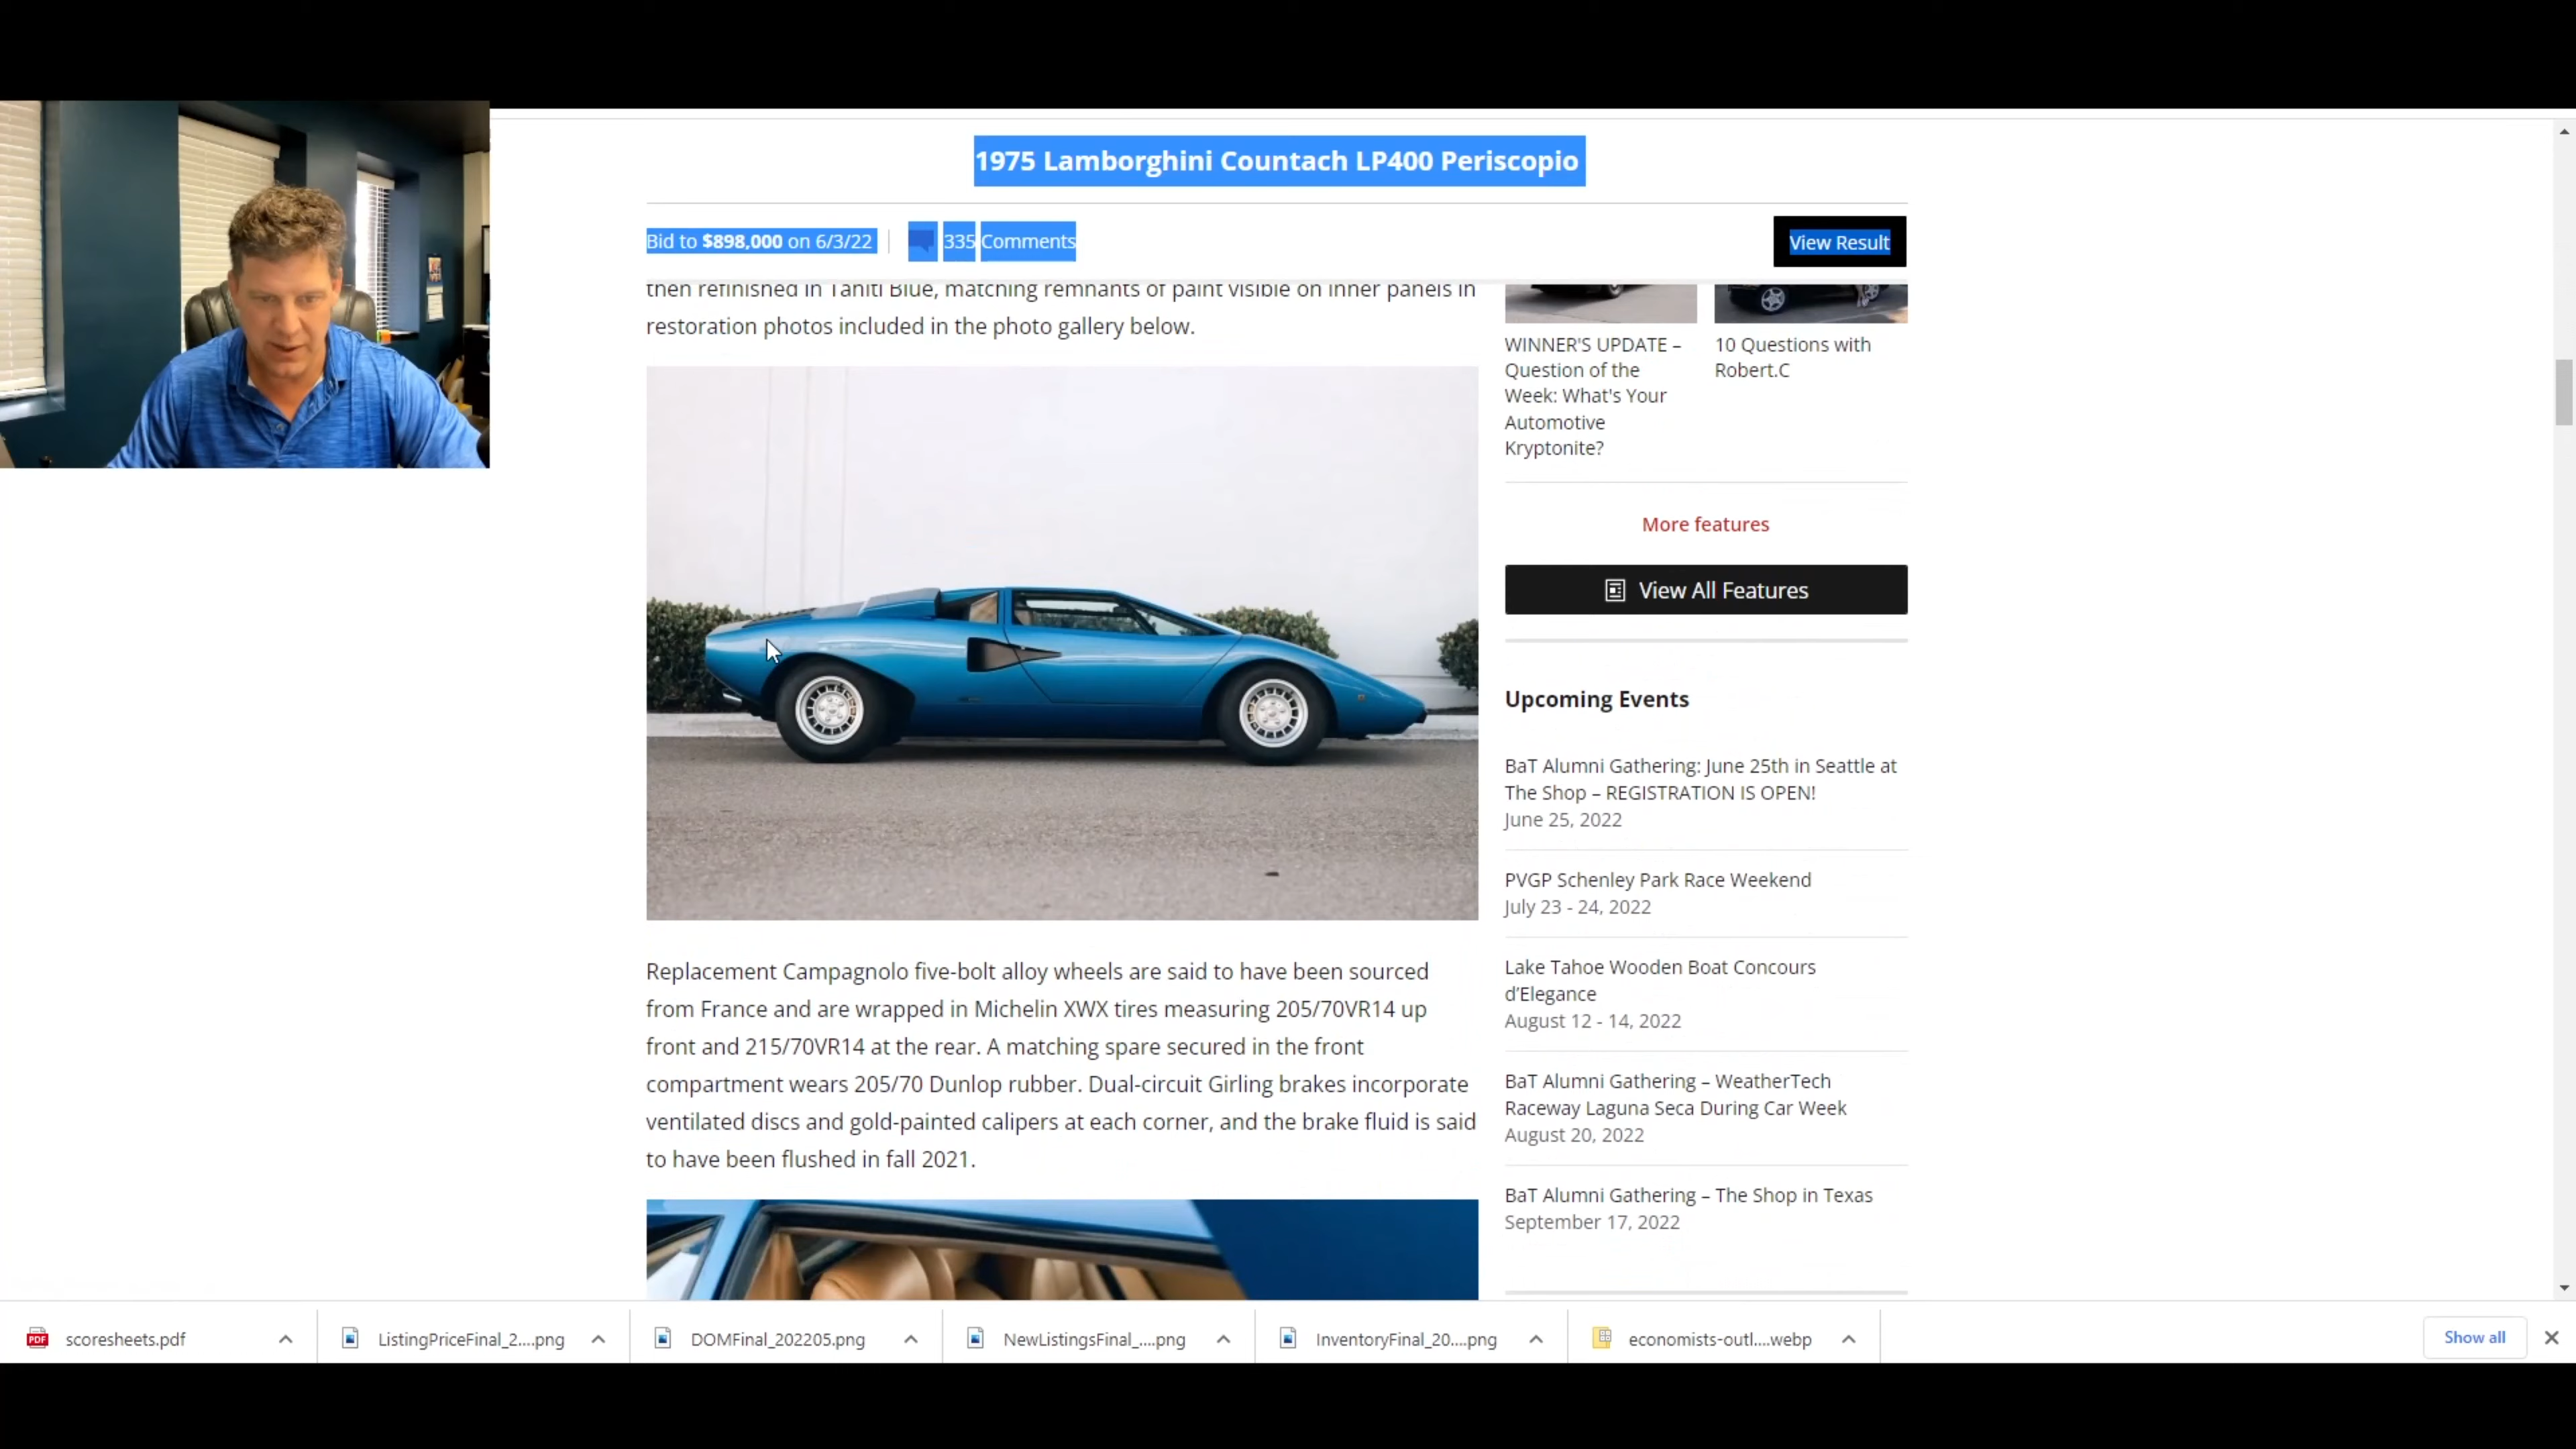 1975 Lamborghini Countach LP400 Periscopio
Bid to $898,000 on 6/3/22
335 Comments
View Result
then refinished in Tahiti Blue, matching remnants of paint visible on inner panels in
restoration photos included in the photo gallery below.
Replacement Campagnolo five-bolt alloy wheels are said to have been sourced
from France and are wrapped in Michelin XWX tires measuring 205/70VR14 up
front and 215/70VR14 at the rear. A matching spare secured in the front
compartment wears 205/70 Dunlop rubber. Dual-circuit Girling brakes incorporate
ventilated discs and gold-painted calipers at each corner, and the brake fluid is said
to have been flushed in fall 2021.
WINNER'S UPDATE –
Question of the
Week: What's Your
Automotive
Kryptonite?
10 Questions with
Robert.C
More features
View All Features
Upcoming Events
BaT Alumni Gathering: June 25th in Seattle at
The Shop – REGISTRATION IS OPEN!
June 25, 2022
PVGP Schenley Park Race Weekend
July 23 - 24, 2022
Lake Tahoe Wooden Boat Concours
d'Elegance
August 12 - 14, 2022
BaT Alumni Gathering – WeatherTech
Raceway Laguna Seca During Car Week
August 20, 2022
BaT Alumni Gathering – The Shop in Texas
September 17, 2022
PDF
scoresheets.pdf
ListingPriceFinal_2....png
DOMFinal_202205.png
NewListingsFinal_....png
InventoryFinal_20....png
economists-outl....webp
Show all